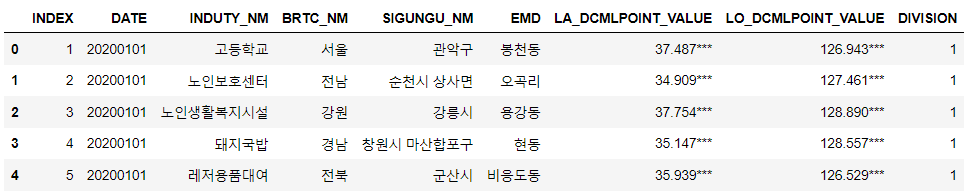 INDEX DATE INDUTY_NM BRTC_NM SIGUNGU_NM EMD LA_DCMLPOINT_VALUE LO_DCMLPOINT_VALUE DIVISION
0 1 20200101 고등학교 서울 관악구 봉천동 37.487*** 126.943*** 1
1 2 20200101 노인보호센터 전남 순천시 상사면 오곡리 34.909*** 127.461*** 1
2 3 20200101 노인생활복지시설 강원 강릉시 용강동 37.754*** 128.890*** 1
3 4 20200101 돼지국밥 경남 창원시 마산합포구 현동 35.147*** 128.557*** 1
4 5 20200101 레저용품대여 전북 군산시 비응도동 35.939*** 126.529*** 1